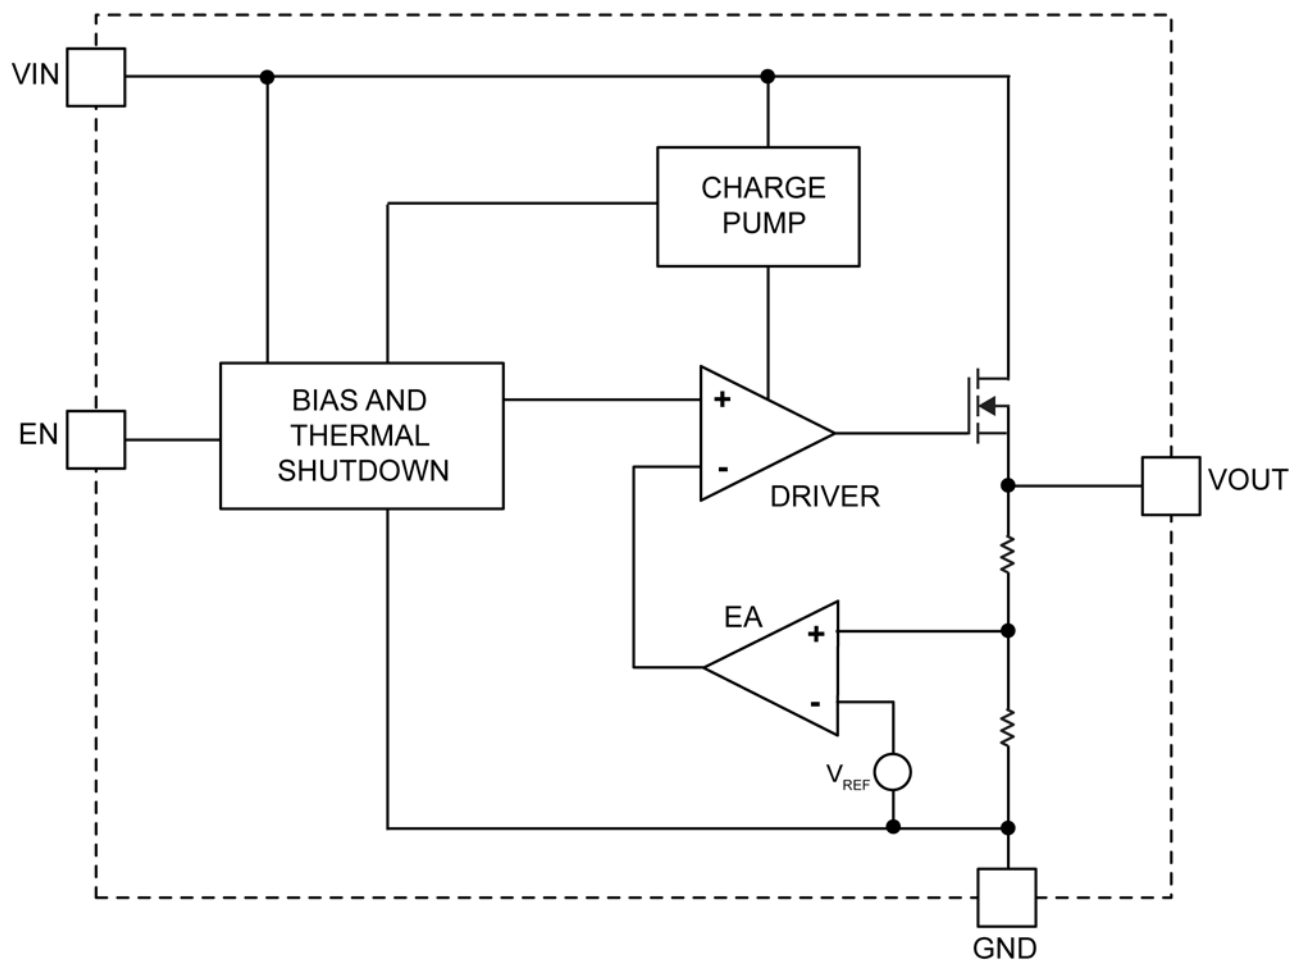 VIN
CHARGE
PUMP
EN
BIAS AND
THERMAL
SHUTDOWN
+
-
DRIVER
VOUT
EA
+
-
VREF
GND